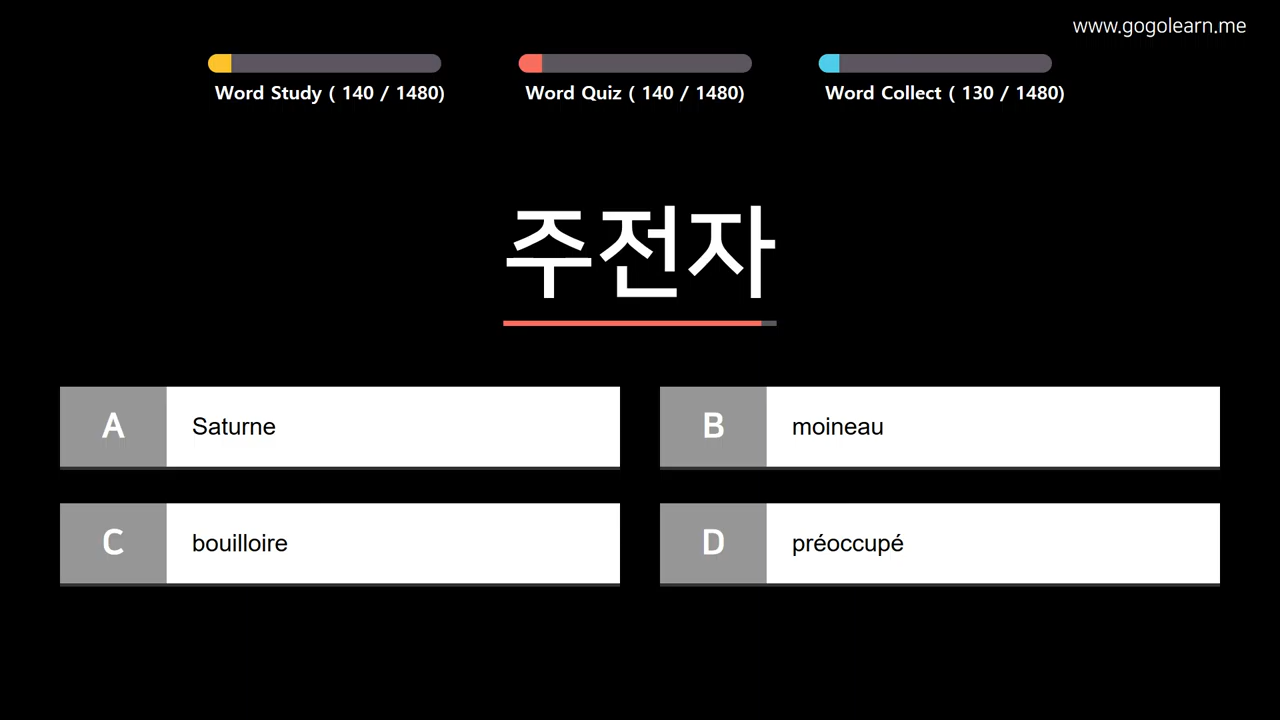 www.gogolearn.me
Word Study ( 140 / 1480)
Word Quiz ( 140 / 1480)
Word Collect ( 130 / 1480)
주전자
A Saturne
B moineau
C bouilloire
D préoccupé